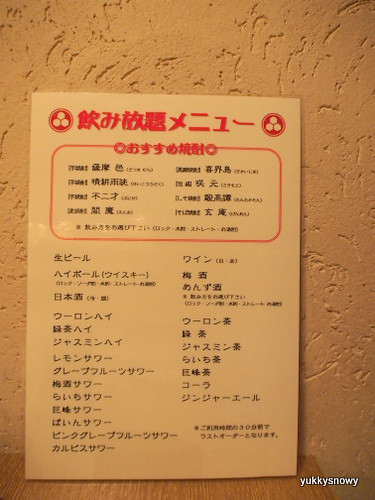 飲み放題メニュー
◎おすすめ焼酎◎
薩摩 邑
喜界島
晴耕雨読
咲元
不二才
鍛高譚
閻魔
玄庵
※ 飲み方をお選び下さい（ロック・水割・ストレート・お湯割）
生ビール
ワイン（白・赤）
ハイボール(ウイスキー)
（ロック・ソーダ割・水割・ストレート・お湯割）
梅 酒
あんず酒
※飲み方をお選び下さい
（ロック・ソーダ割・水割・ストレート・お湯割）
日本酒（冷・燗）
ウーロンハイ
緑茶ハイ
ジャスミンハイ
レモンサワー
グレープフルーツサワー
梅酒サワー
らいちサワー
巨峰サワー
ぱいんサワー
ピンクグレープフルーツサワー
カルピスサワー
ウーロン茶
緑 茶
ジャスミン茶
らいち茶
巨峰茶
コーラ
ジンジャーエール
※ご利用時間の３０分前で
ラストオーダーとなります。
yukkysnowy